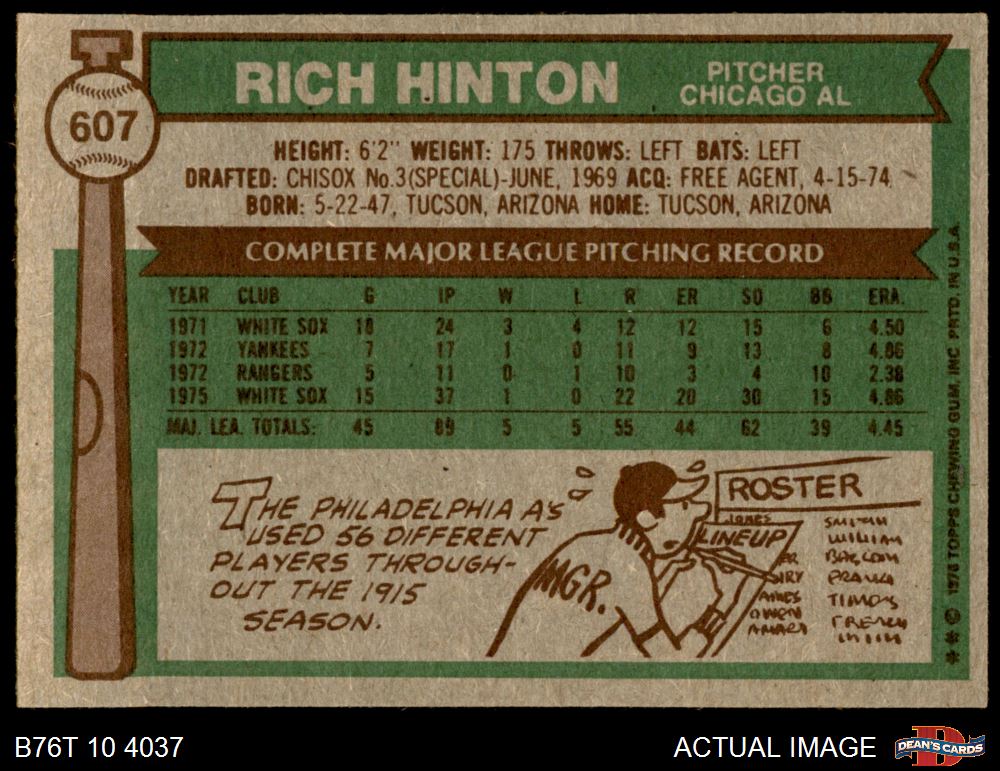 607
RICH HINTON
PITCHER
CHICAGO AL
HEIGHT: 6'2" WEIGHT: 175 THROWS: LEFT BATS: LEFT
DRAFTED: CHISOX No.3(SPECIAL)-JUNE, 1969 ACQ: FREE AGENT, 4-15-74
BORN: 5-22-47, TUCSON, ARIZONA HOME: TUCSON, ARIZONA
COMPLETE MAJOR LEAGUE PITCHING RECORD
YEAR CLUB G IP W L R ER SO BB ERA.
1971 WHITE SOX 18 24 3 4 12 12 15 6 4.50
1972 YANKEES 7 17 1 0 11 9 13 8 4.86
1972 RANGERS 5 11 0 1 10 3 4 10 2.38
1975 WHITE SOX 15 37 1 0 22 20 30 15 4.86
MAJ. LEA. TOTALS: 45 89 5 5 55 44 62 39 4.45
THE PHILADELPHIA A'S
USED 56 DIFFERENT
PLAYERS THROUGH-
OUT THE 1915
SEASON.
MGR.
ROSTER
JONES
LINEUP
SMITH
WILLIAM
TIMOS
FRENCH
AMES
OWEN
** © 1976 TOPPS CHEWING GUM, INC. PRTD. IN U.S.A.
B76T 10 4037
ACTUAL IMAGE
DEAN'S CARDS